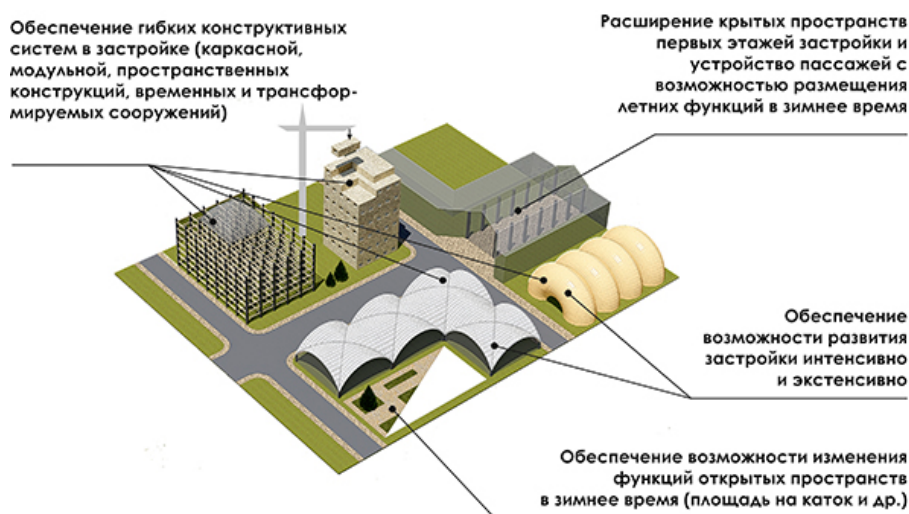 Обеспечение гибких конструктивных
систем в застройке (каркасной,
модульной, пространственных
конструкций, временных и трансфор-
мируемых сооружений)
Расширение крытых пространств
первых этажей застройки и
устройство пассажей с
возможностью размещения
летних функций в зимнее время
Обеспечение
возможности развития
застройки интенсивно
и экстенсивно
Обеспечение возможности изменения
функций открытых пространств
в зимнее время (площадь на каток и др.)